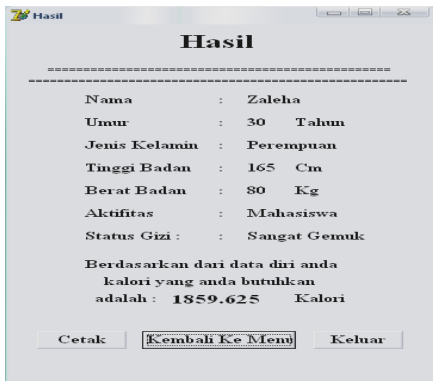 Hasil
Hasil
================================================
-----------------------------------------------------
Nama : Zaleha
Umur : 30 Tahun
Jenis Kelamin : Perempuan
Tinggi Badan : 165 Cm
Berat Badan : 80 Kg
Aktifitas : Mahasiswa
Status Gizi : : Sangat Gemuk
Berdasarkan dari data diri anda
kalori yang anda butuhkan
adalah : 1859.625 Kalori
Cetak Kembali Ke Menu Keluar